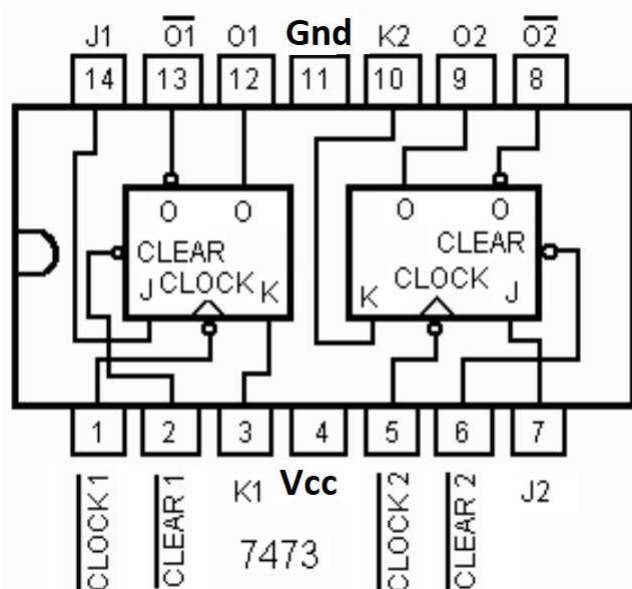 J1 O1 O1 Gnd K2 O2 O2
14 13 12 11 10 9 8
O O O O
CLEAR CLEAR
J CLOCK K K CLOCK J
1 2 3 4 5 6 7
CLOCK 1 CLEAR 1 K1 Vcc CLOCK 2 CLEAR 2 J2
7473